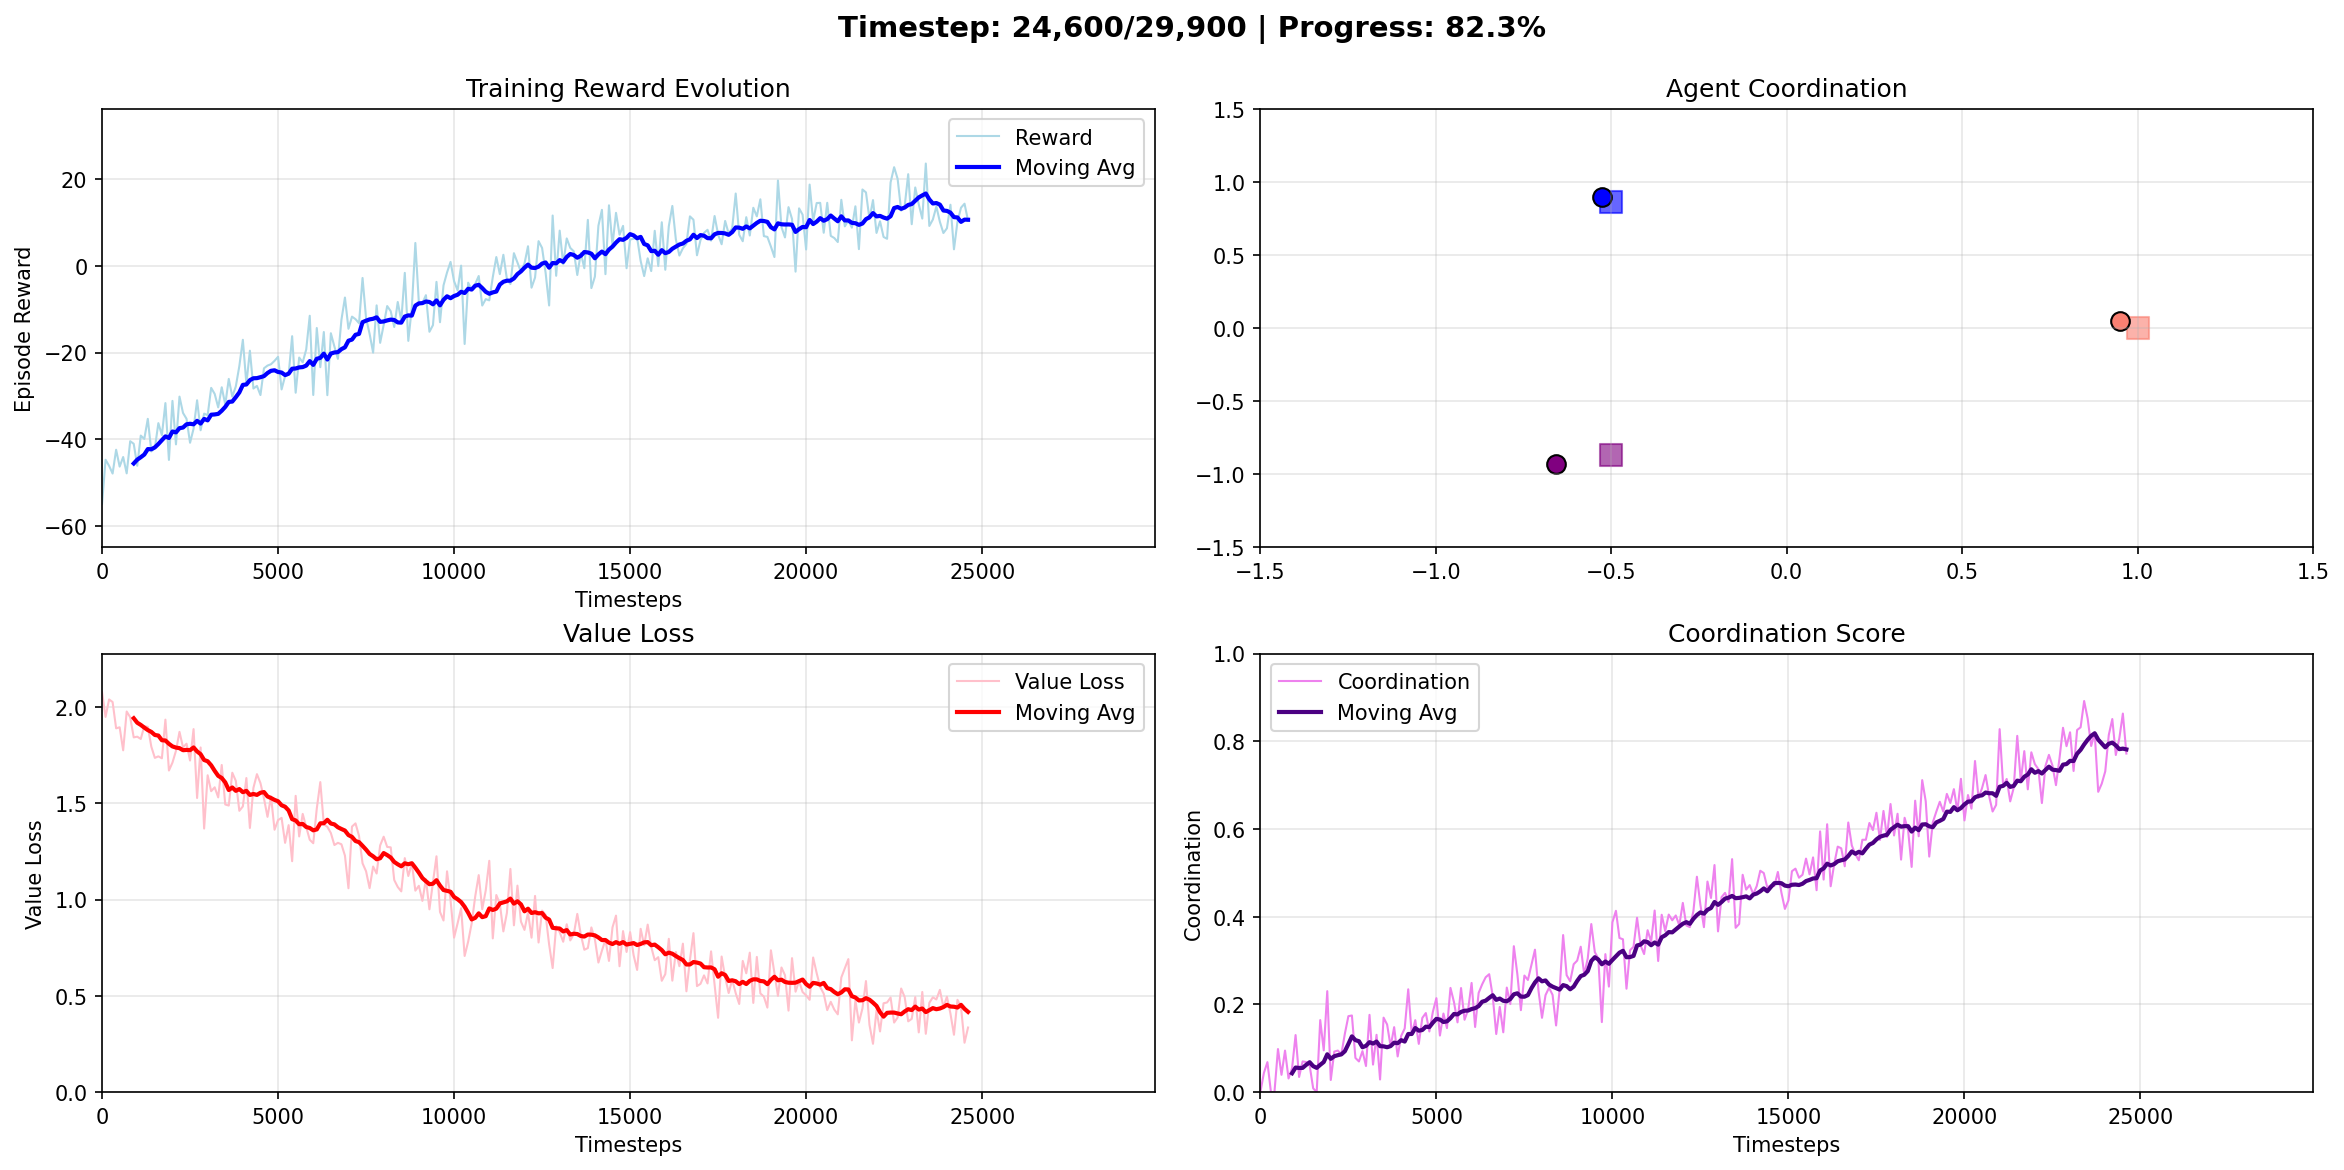 Timestep: 24,600/29,900 | Progress: 82.3%
Training Reward Evolution
Episode Reward
20
0
−20
−40
−60
Reward
Moving Avg
0 5000 10000 15000 20000 25000
Timesteps
Agent Coordination
1.5
1.0
0.5
0.0
−0.5
−1.0
−1.5
−1.5 −1.0 −0.5 0.0 0.5 1.0 1.5
Value Loss
Value Loss
2.0
1.5
1.0
0.5
0.0
Value Loss
Moving Avg
0 5000 10000 15000 20000 25000
Timesteps
Coordination Score
Coordination
1.0
0.8
0.6
0.4
0.2
0.0
Coordination
Moving Avg
0 5000 10000 15000 20000 25000
Timesteps